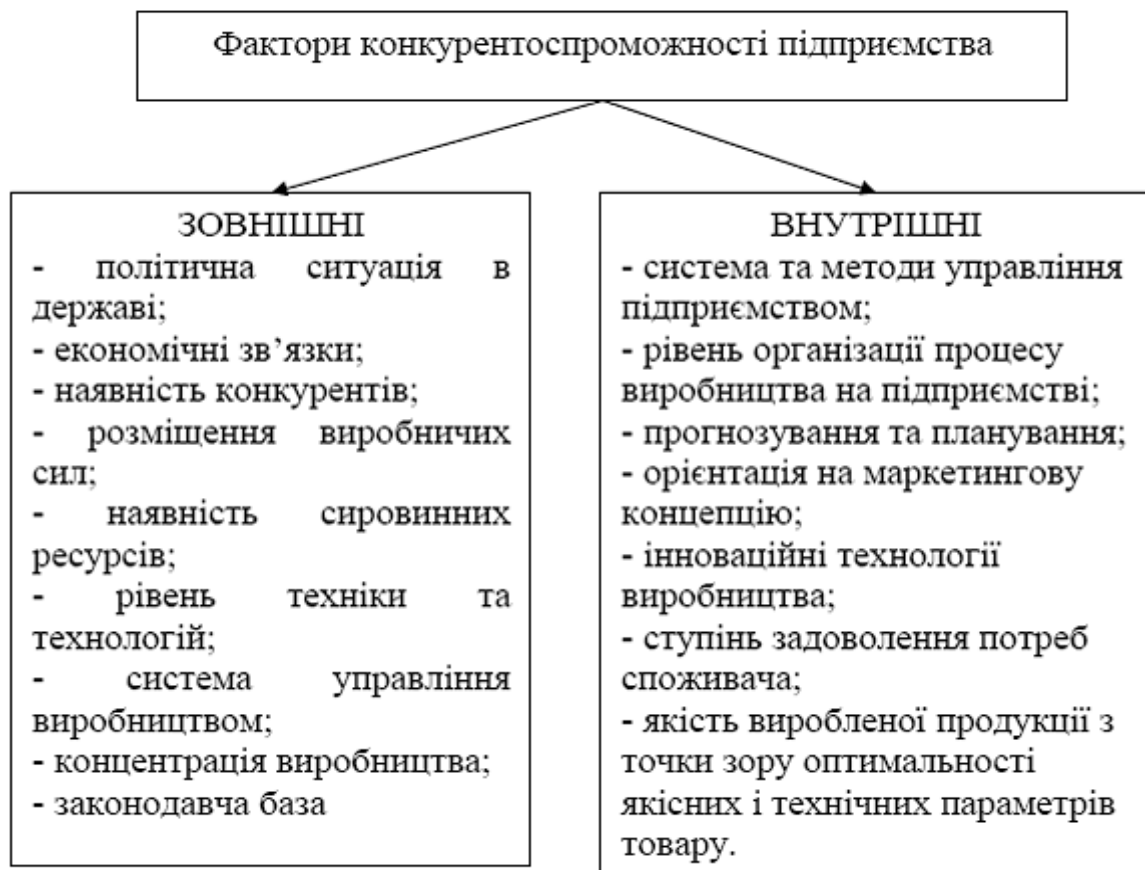 Фактори конкурентоспроможності підприємства
ЗОВНІШНІ
- політична ситуація в
державі;
- економічні зв’язки;
- наявність конкурентів;
- розміщення виробничих
сил;
- наявність сировинних
ресурсів;
- рівень техніки та
технологій;
- система управління
виробництвом;
- концентрація виробництва;
- законодавча база
ВНУТРІШНІ
- система та методи управління
підприємством;
- рівень організації процесу
виробництва на підприємстві;
- прогнозування та планування;
- орієнтація на маркетингову
концепцію;
- інноваційні технології
виробництва;
- ступінь задоволення потреб
споживача;
- якість виробленої продукції з
точки зору оптимальності
якісних і технічних параметрів
товару.